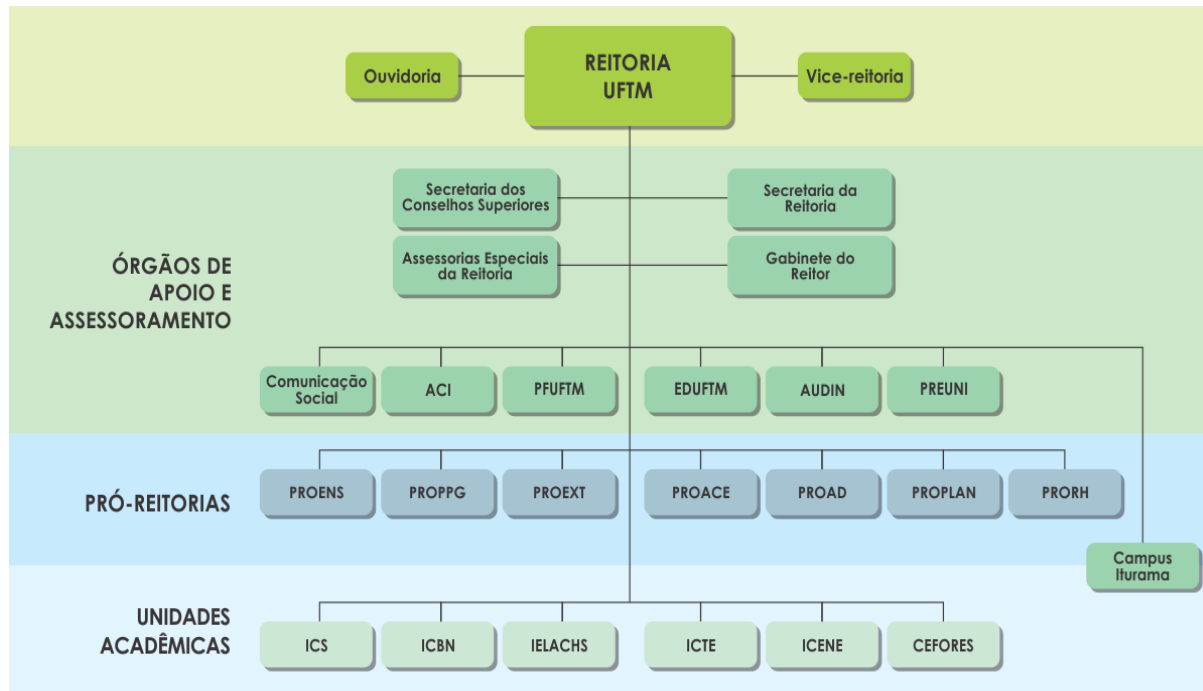 Ouvidoria
REITORIA
UFTM
Vice-reitoria
ÓRGÃOS DE
APOIO E
ASSESSORAMENTO
Secretaria dos
Conselhos Superiores
Secretaria da
Reitoria
Assessorias Especiais
da Reitoria
Gabinete do
Reitor
Comunicação
Social
ACI
PFUFTM
EDUFTM
AUDIN
PREUNI
PRÓ-REITORIAS
PROENS
PROPPG
PROEXT
PROACE
PROAD
PROPLAN
PRORH
Campus
Iturama
UNIDADES
ACADÊMICAS
ICS
ICBN
IELACHS
ICTE
ICENE
CEFORES